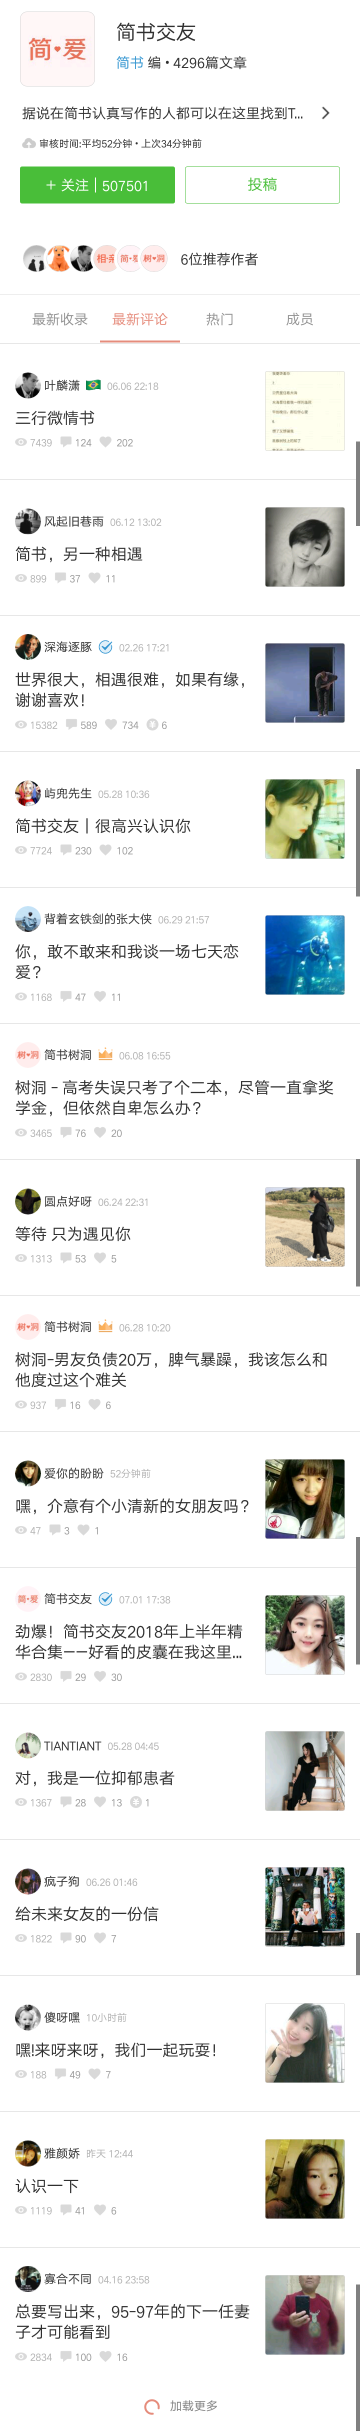 简·爱
简书交友
简书 编 • 4296篇文章
据说在简书认真写作的人都可以在这里找到T...
审核时间:平均52分钟 • 上次34分钟前
+ 关注 | 507501
投稿
简·爱 树·洞
6位推荐作者
最新收录 最新评论 热门 成员
叶麟潇 06.06 22:18
三行微情书
7439 124 202
风起旧巷雨 06.12 13:02
简书，另一种相遇
899 37 11
深海逐豚 02.26 17:21
世界很大，相遇很难，如果有缘，
谢谢喜欢！
15382 589 734 6
屿兜先生 05.28 10:36
简书交友丨很高兴认识你
7724 230 102
背着玄铁剑的张大侠 06.29 21:57
你，敢不敢来和我谈一场七天恋
爱？
1168 47 11
树·洞
简书树洞 06.08 16:55
树洞 - 高考失误只考了个二本，尽管一直拿奖
学金，但依然自卑怎么办？
3465 76 20
圆点好呀 06.24 22:31
等待 只为遇见你
1313 53 5
树·洞
简书树洞 06.28 10:20
树洞-男友负债20万，脾气暴躁，我该怎么和
他度过这个难关
937 16 6
爱你的盼盼 52分钟前
嘿，介意有个小清新的女朋友吗？
47 3 1
简·爱
简书交友 07.01 17:38
劲爆！简书交友2018年上半年精
华合集——好看的皮囊在我这里...
2830 29 30
TIANTIANT 05.28 04:45
对，我是一位抑郁患者
1367 28 13 1
疯子狗 06.26 01:46
给未来女友的一份信
1822 90 7
傻呀嘿 10小时前
嘿!来呀来呀，我们一起玩耍！
188 49 7
雅颜娇 昨天 12:44
认识一下
1119 41 6
寡合不同 04.16 23:58
总要写出来，95-97年的下一任妻
子才可能看到
2834 100 16
加载更多